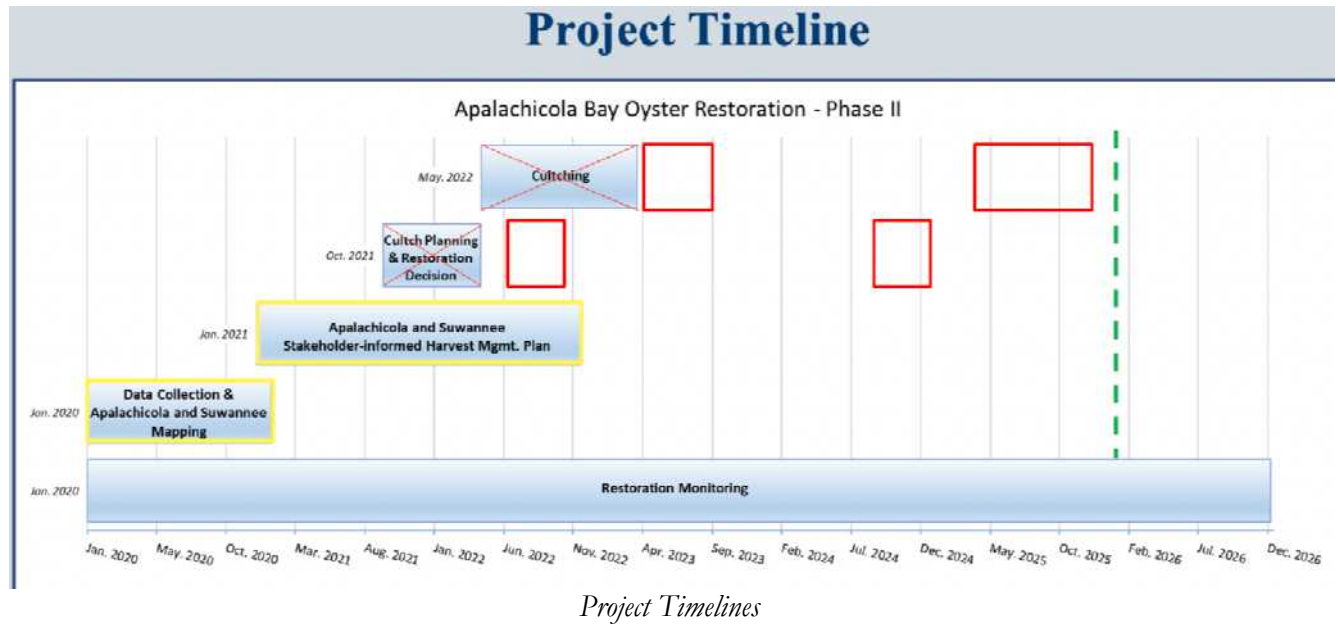 Project Timeline
Apalachicola Bay Oyster Restoration - Phase II
May. 2022
Cultching
Oct. 2021
Cultch Planning
& Restoration
Decision
Jan. 2021
Apalachicola and Suwannee
Stakeholder-informed Harvest Mgmt. Plan
Jan. 2020
Data Collection &
Apalachicola and Suwannee
Mapping
Jan. 2020
Restoration Monitoring
Jan. 2020 May. 2020 Oct. 2020 Mar. 2021 Aug. 2021 Jan. 2022 Jun. 2022 Nov. 2022 Apr. 2023 Sep. 2023 Feb. 2024 Jul. 2024 Dec. 2024 May. 2025 Oct. 2025 Feb. 2026 Jul. 2026 Dec. 2026
Project Timelines